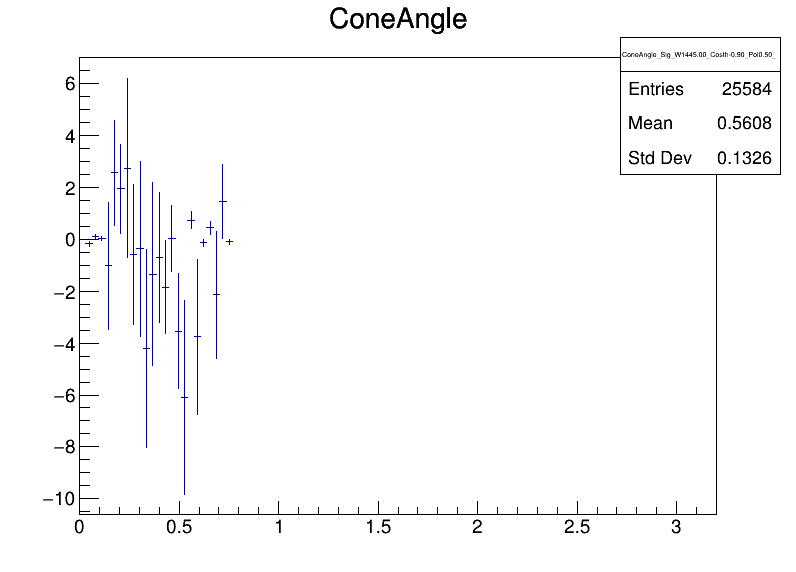 ConeAngle
ConeAngle_Sig_W1445.00_Costh-0.90_Pol0.50_
Entries 25584
Mean 0.5608
Std Dev 0.1326
6
4
2
0
−2
−4
−6
−8
−10
0 0.5 1 1.5 2 2.5 3